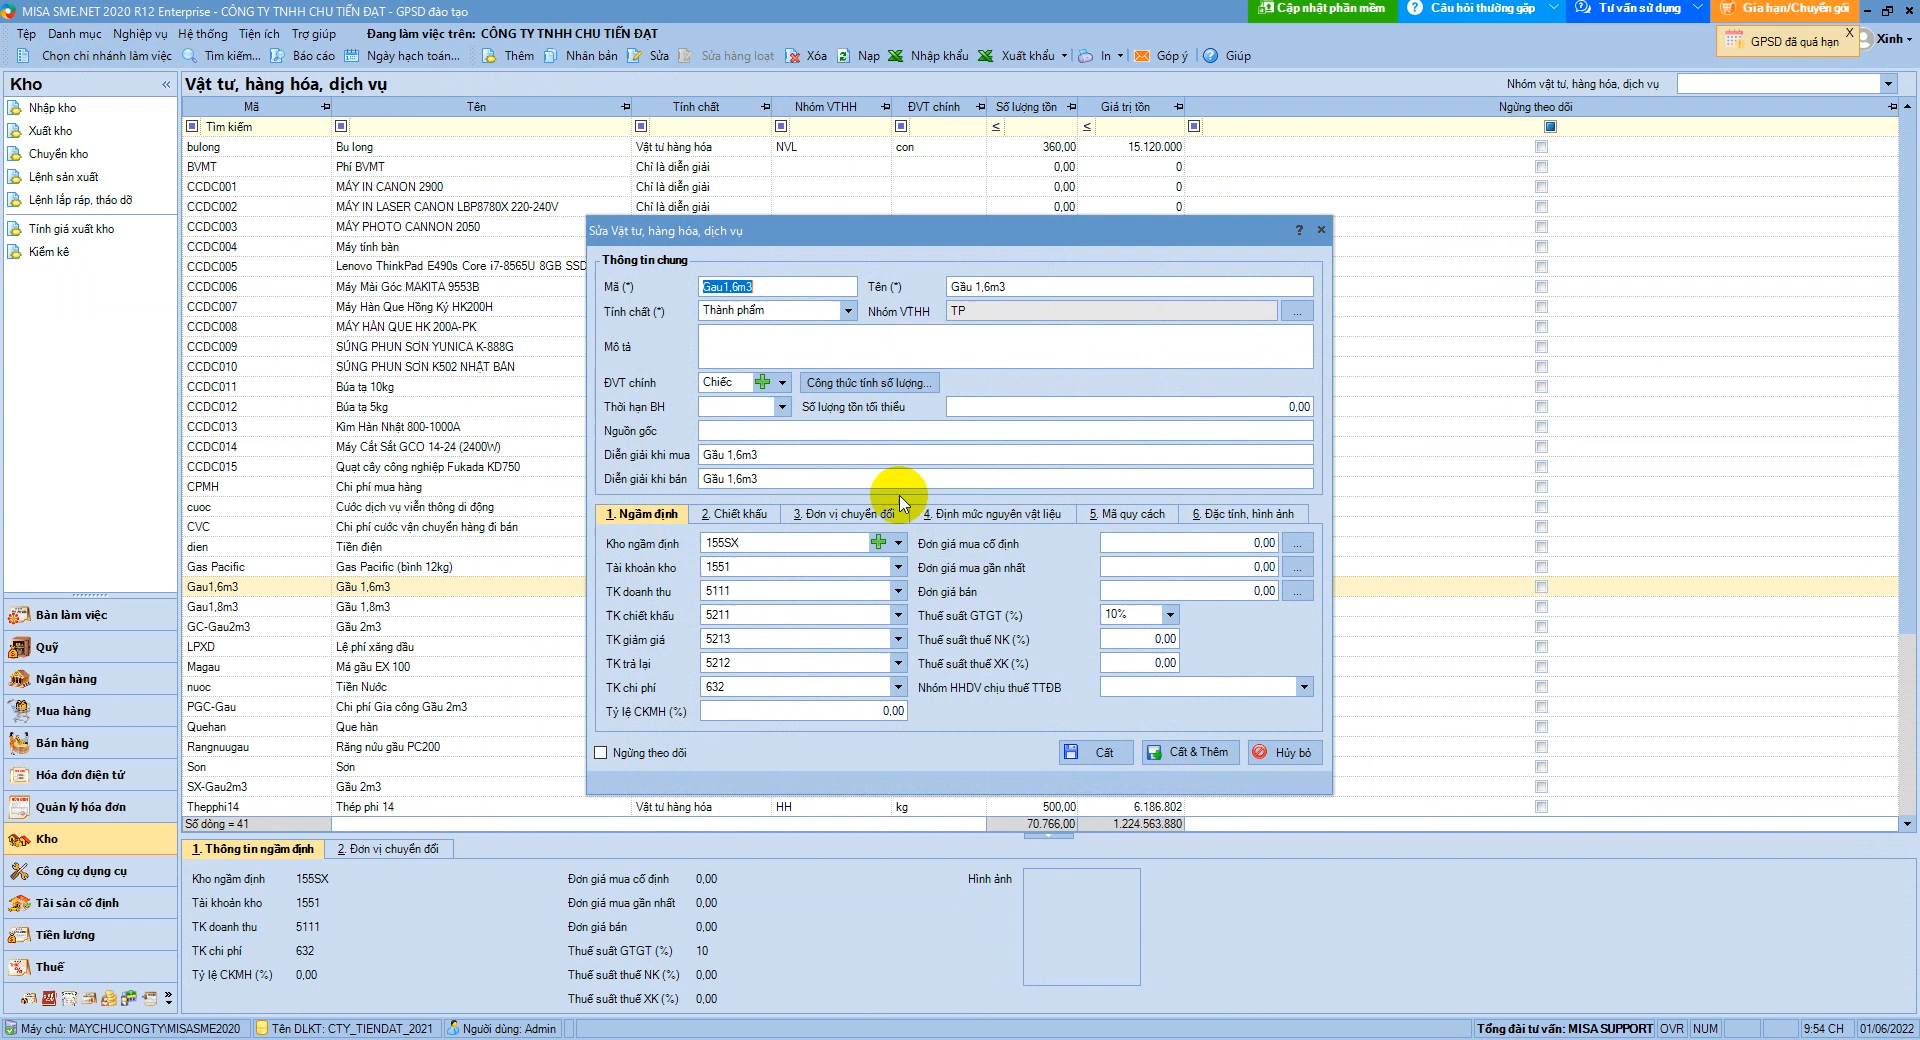 MISA SME.NET 2020 R12 Enterprise - CÔNG TY TNHH CHU TIẾN ĐẠT - GPSD đào tạo
Cập nhật phần mềm
Câu hỏi thường gặp
Tư vấn sử dụng
Gia hạn/Chuyển gói
Tệp Danh mục Nghiệp vụ Hệ thống Tiện ích Trợ giúp Đang làm việc trên: CÔNG TY TNHH CHU TIẾN ĐẠT
GPSD đã quá hạn X
Xinh
Chọn chi nhánh làm việc Tìm kiếm... Báo cáo Ngày hạch toán... Thêm Nhân bản Sửa Sửa hàng loạt Xóa Nạp Nhập khẩu Xuất khẩu In Góp ý Giúp
Kho «
Nhập kho
Xuất kho
Chuyển kho
Lệnh sản xuất
Lệnh lắp ráp, tháo dỡ
Tính giá xuất kho
Kiểm kê
Bàn làm việc
Quỹ
Ngân hàng
Mua hàng
Bán hàng
Hóa đơn điện tử
Quản lý hóa đơn
Kho
Công cụ dụng cụ
Tài sản cố định
Tiền lương
Thuế
Vật tư, hàng hóa, dịch vụ
Nhóm vật tư, hàng hóa, dịch vụ
Mã Tên Tính chất Nhóm VTHH ĐVT chính Số lượng tồn Giá trị tồn Ngừng theo dõi
Tìm kiếm ≤ ≤
bulong Bu long Vật tư hàng hóa NVL con 360,00 15.120.000
BVMT Phí BVMT Chỉ là diễn giải 0,00 0
CCDC001 MÁY IN CANON 2900 Chỉ là diễn giải 0,00 0
CCDC002 MÁY IN LASER CANON LBP8780X 220-240V Chỉ là diễn giải 0,00 0
CCDC003 MÁY PHOTO CANNON 2050
CCDC004 Máy tính bàn
CCDC005 Lenovo ThinkPad E490s Core i7-8565U 8GB SSD
CCDC006 Máy Mài Góc MAKITA 9553B
CCDC007 Máy Hàn Que Hồng Ký HK200H
CCDC008 MÁY HÀN QUE HK 200A-PK
CCDC009 SÚNG PHUN SƠN YUNICA K-888G
CCDC010 SÚNG PHUN SƠN K502 NHẬT BẢN
CCDC011 Búa tạ 10kg
CCDC012 Búa tạ 5kg
CCDC013 Kìm Hàn Nhật 800-1000A
CCDC014 Máy Cắt Sắt GCO 14-24 (2400W)
CCDC015 Quạt cây công nghiệp Fukada KD750
CPMH Chi phí mua hàng
cuoc Cước dịch vụ viễn thông di động
CVC Chi phí cước vận chuyển hàng đi bán
dien Tiền điện
Gas Pacific Gas Pacific (bình 12kg)
Gau1,6m3 Gầu 1,6m3
Gau1,8m3 Gầu 1,8m3
GC-Gau2m3 Gầu 2m3
LPXD Lệ phí xăng dầu
Magau Má gầu EX 100
nuoc Tiền Nước
PGC-Gau Chi phí Gia công Gầu 2m3
Quehan Que hàn
Rangnuugau Răng nứu gầu PC200
Son Sơn
SX-Gau2m3 Gầu 2m3
Thepphi14 Thép phi 14 Vật tư hàng hóa HH kg 500,00 6.186.802
Số dòng = 41 70.766,00 1.224.563.880
Sửa Vật tư, hàng hóa, dịch vụ ? ×
Thông tin chung
Mã (*) Gau1,6m3 Tên (*) Gầu 1,6m3
Tính chất (*) Thành phẩm Nhóm VTHH TP ...
Mô tả
ĐVT chính Chiếc Công thức tính số lượng...
Thời hạn BH Số lượng tồn tối thiểu 0,00
Nguồn gốc
Diễn giải khi mua Gầu 1,6m3
Diễn giải khi bán Gầu 1,6m3
1. Ngầm định 2. Chiết khấu 3. Đơn vị chuyển đổi 4. Định mức nguyên vật liệu 5. Mã quy cách 6. Đặc tính, hình ảnh
Kho ngầm định 155SX Đơn giá mua cố định 0,00 ...
Tài khoản kho 1551 Đơn giá mua gần nhất 0,00 ...
TK doanh thu 5111 Đơn giá bán 0,00 ...
TK chiết khấu 5211 Thuế suất GTGT (%) 10%
TK giảm giá 5213 Thuế suất thuế NK (%) 0,00
TK trả lại 5212 Thuế suất thuế XK (%) 0,00
TK chi phí 632 Nhóm HHDV chịu thuế TTĐB
Tỷ lệ CKMH (%) 0,00
Ngừng theo dõi Cất Cất & Thêm Hủy bỏ
1. Thông tin ngầm định 2. Đơn vị chuyển đổi
Kho ngầm định 155SX Đơn giá mua cố định 0,00 Hình ảnh
Tài khoản kho 1551 Đơn giá mua gần nhất 0,00
TK doanh thu 5111 Đơn giá bán 0,00
TK chi phí 632 Thuế suất GTGT (%) 10
Tỷ lệ CKMH (%) 0,00 Thuế suất thuế NK (%) 0,00
Thuế suất thuế XK (%) 0,00
Máy chủ: MAYCHUCONGTY\MISASME2020 Tên DLKT: CTY_TIENDAT_2021 Người dùng: Admin Tổng đài tư vấn: MISA SUPPORT OVR NUM 9:54 CH 01/06/2022